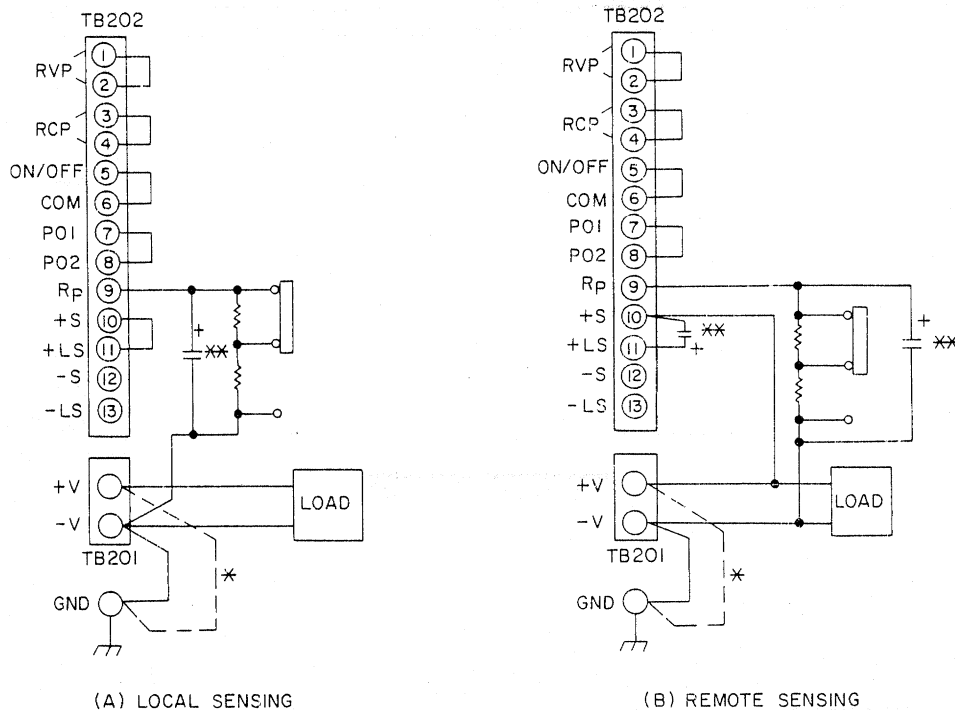 TB202
RVP
1
2
RCP
3
4
ON/OFF 5
COM 6
PO1 7
PO2 8
Rp 9
+S 10
+LS 11
-S 12
-LS 13
+
**
+V
-V
TB201
LOAD
*
GND
(A) LOCAL SENSING
TB202
RVP
1
2
RCP
3
4
ON/OFF 5
COM 6
PO1 7
PO2 8
Rp 9
+S 10
+LS 11
-S 12
-LS 13
**
+
+
**
+V
-V
TB201
LOAD
*
GND
(B) REMOTE SENSING